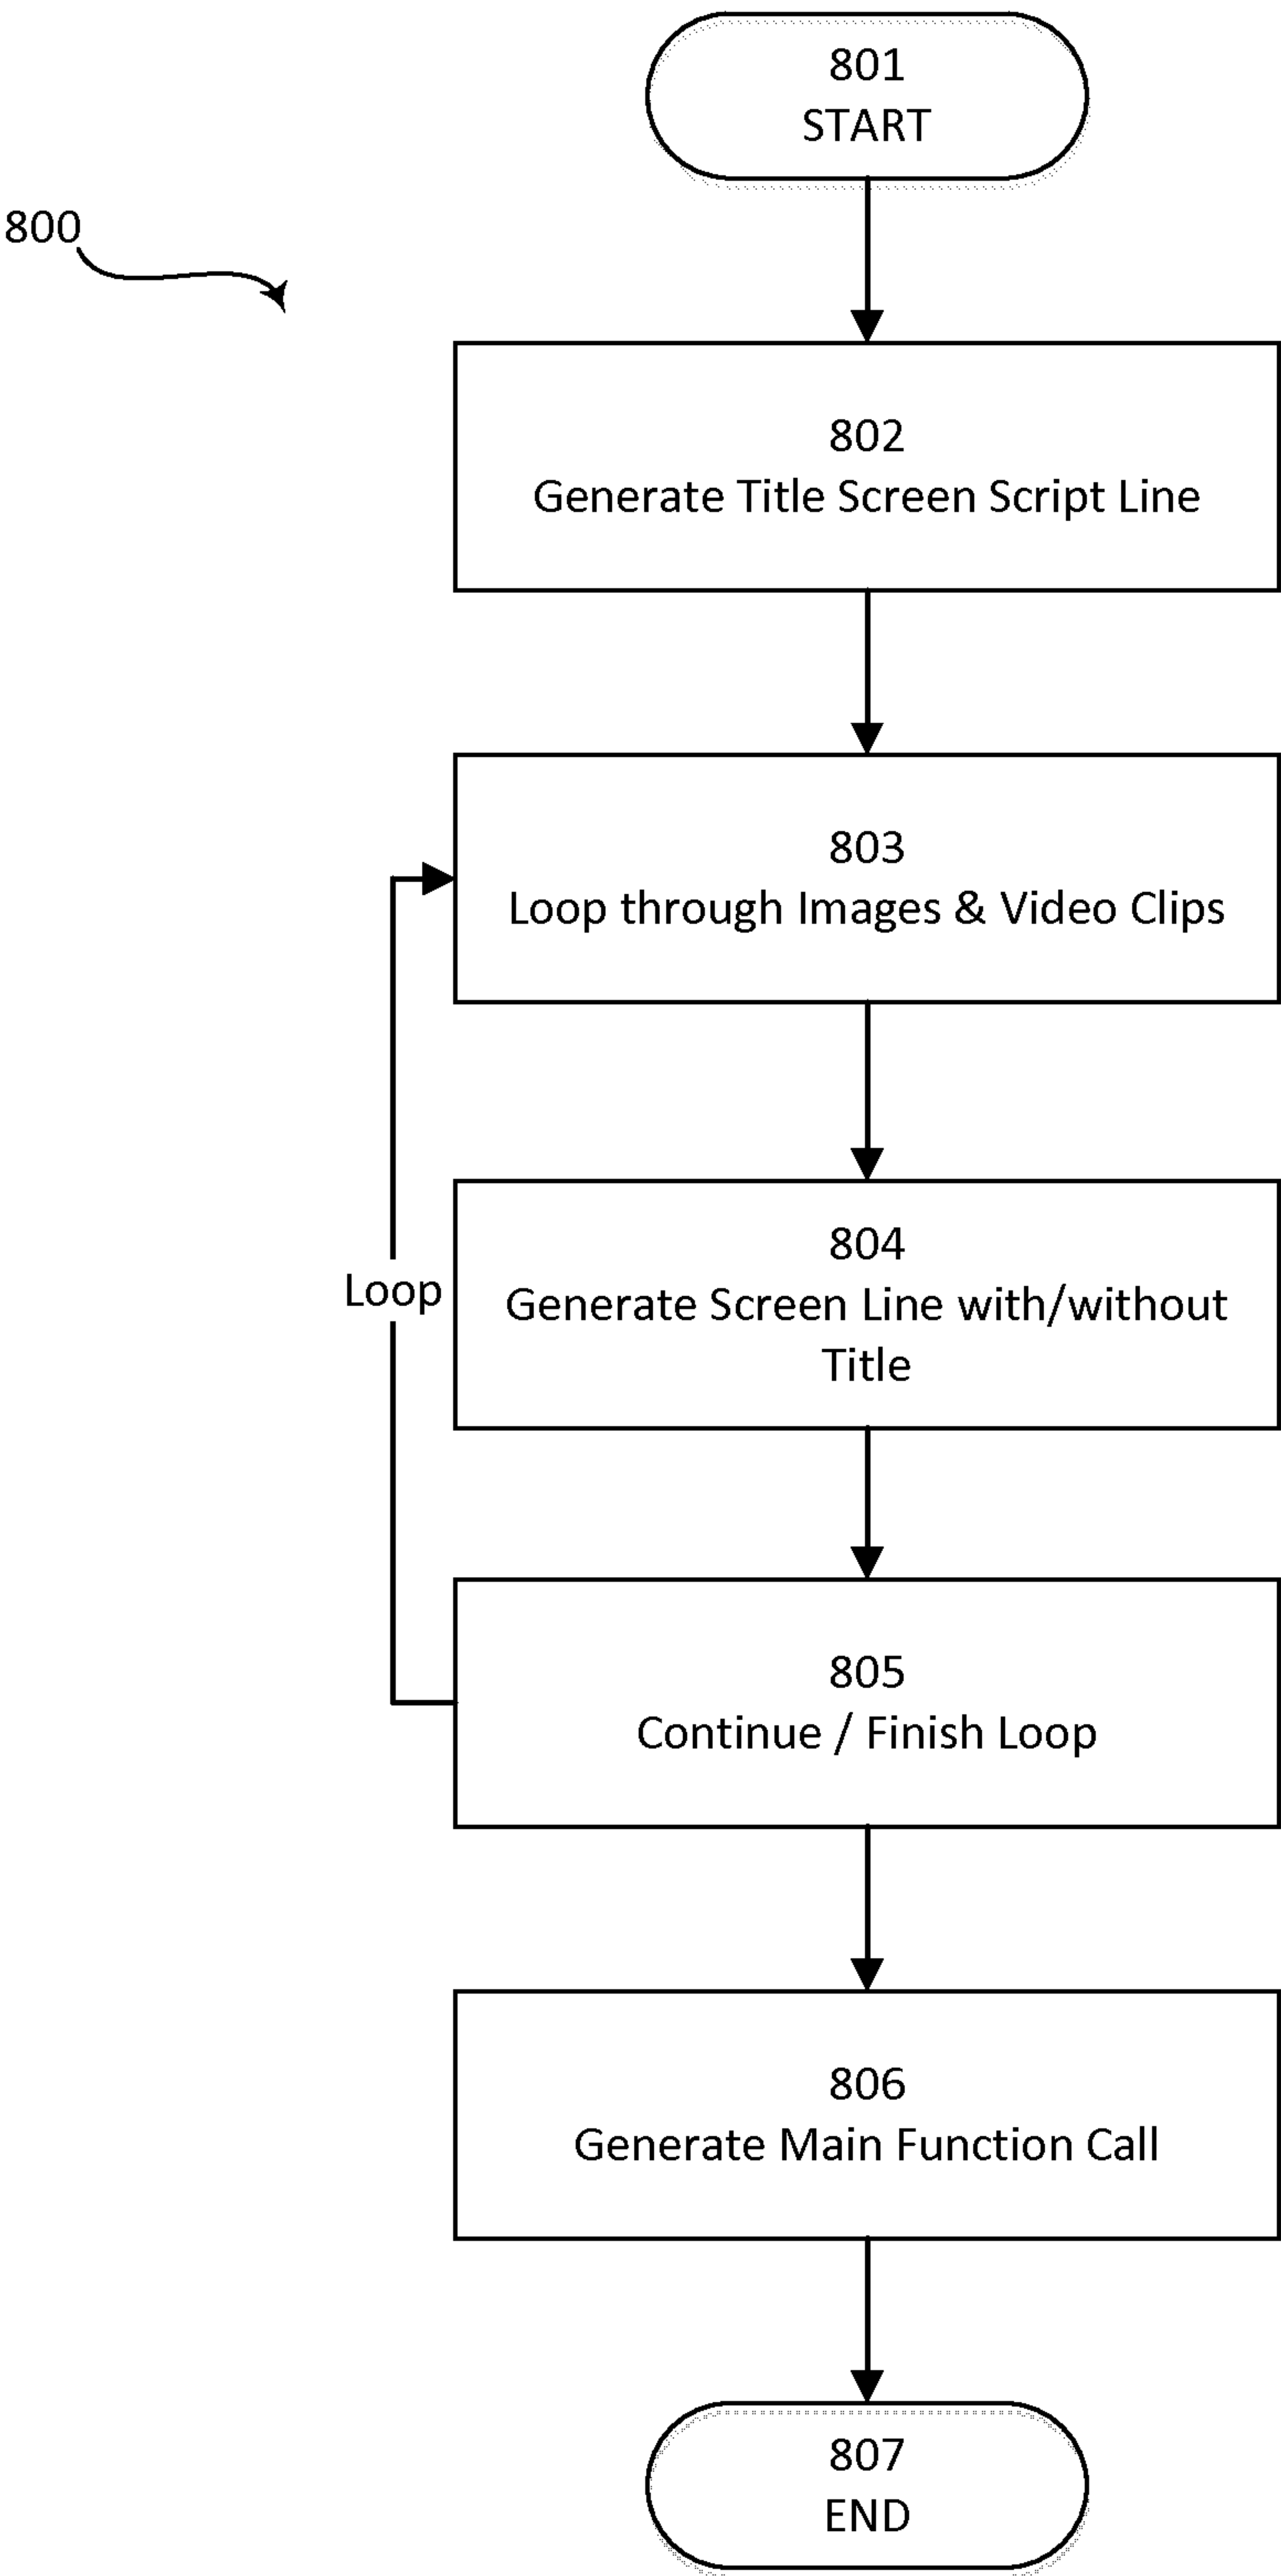 801
START
800
802
Generate Title Screen Script Line
803
Loop through Images & Video Clips
804
Loop
Generate Screen Line with/without
Title
805
Continue / Finish Loop
806
Generate Main Function Call
807
END